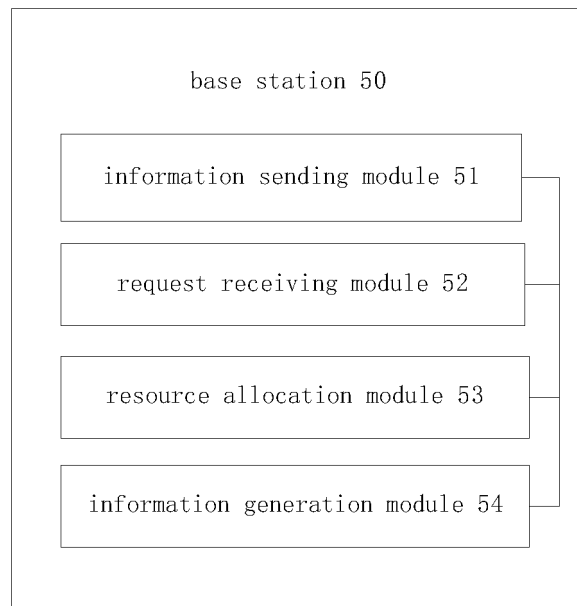 base station 50
information sending module 51
request receiving module 52
resource allocation module 53
information generation module 54